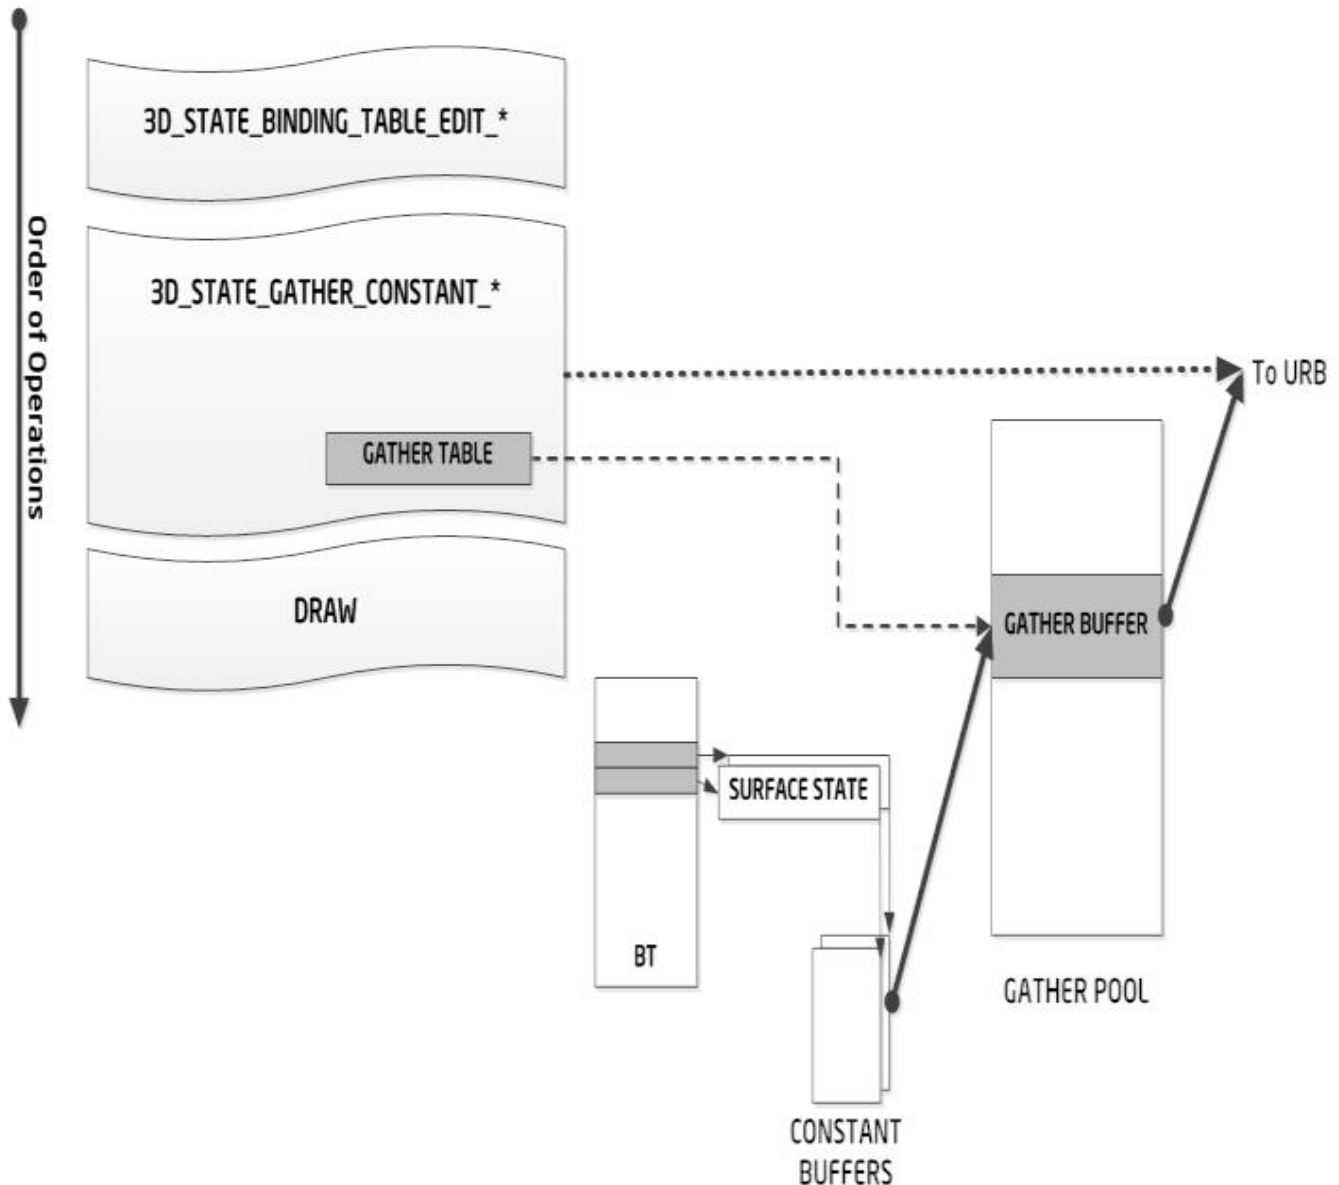 3D_STATE_BINDING_TABLE_EDIT_*
Order of Operations
3D_STATE_GATHER_CONSTANT_*
To URB
GATHER TABLE
DRAW
GATHER BUFFER
SURFACE STATE
BT
GATHER POOL
CONSTANT
BUFFERS